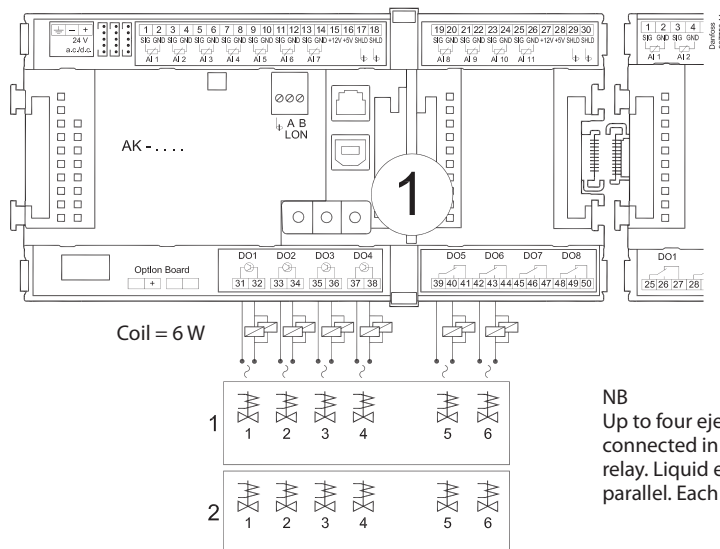 1 2 3 4 5 6 7 8 9 10 11 12 13 14 15 16 17 18
SIG GND SIG GND SIG GND SIG GND SIG GND SIG GND SIG GND +12V +5V SHLD SHLD
AI 1 AI 2 AI 3 AI 4 AI 5 AI 6 AI 7
- +
24 V
a.c./d.c.
19 20 21 22 23 24 25 26 27 28 29 30
SIG GND SIG GND SIG GND SIG GND +12V +5V SHLD SHLD
AI 8 AI 9 AI 10 AI 11
1 2 3 4
SIG GND SIG GND
AI 1 AI 2
Danfoss
A B
LON
AK - . . . .
1
Option Board
+
DO1 DO2 DO3 DO4
31 32 33 34 35 36 37 38
DO5 DO6 DO7 DO8
39 40 41 42 43 44 45 46 47 48 49 50
DO1
25 26 27 28
Coil = 6 W
1
1 2 3 4 5 6
2
1 2 3 4 5 6
NB
Up to four eje
connected in
relay. Liquid e
parallel. Each